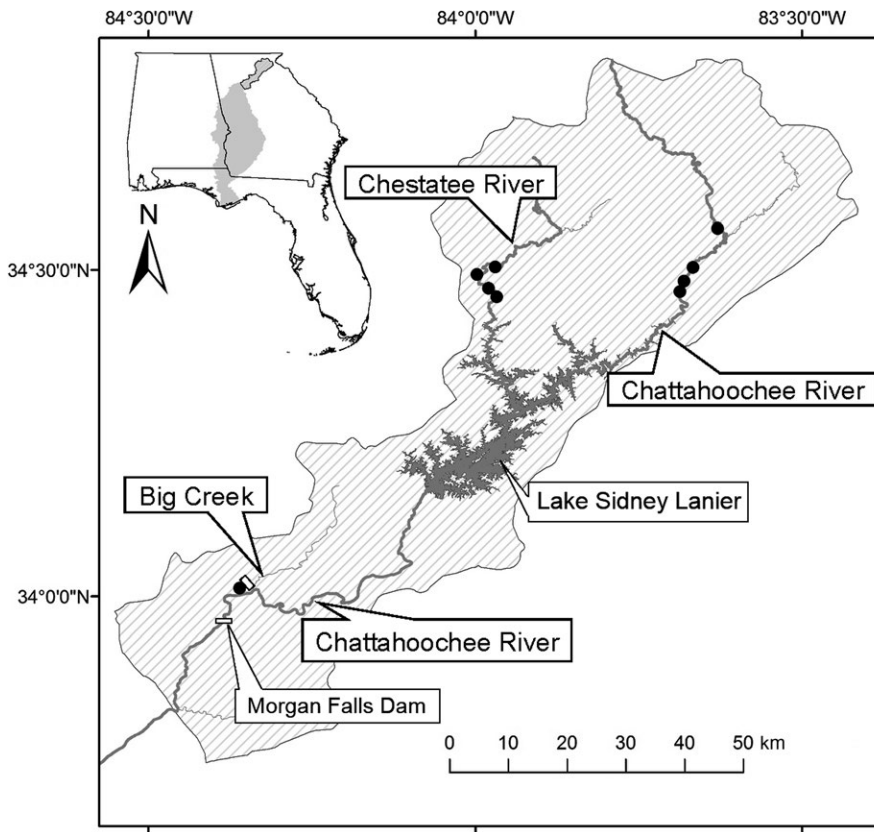 84°30'0"W 84°0'0"W 83°30'0"W
N
Chestatee River
34°30'0"N
Chattahoochee River
Big Creek
Lake Sidney Lanier
34°0'0"N
Chattahoochee River
Morgan Falls Dam
0 10 20 30 40 50 km